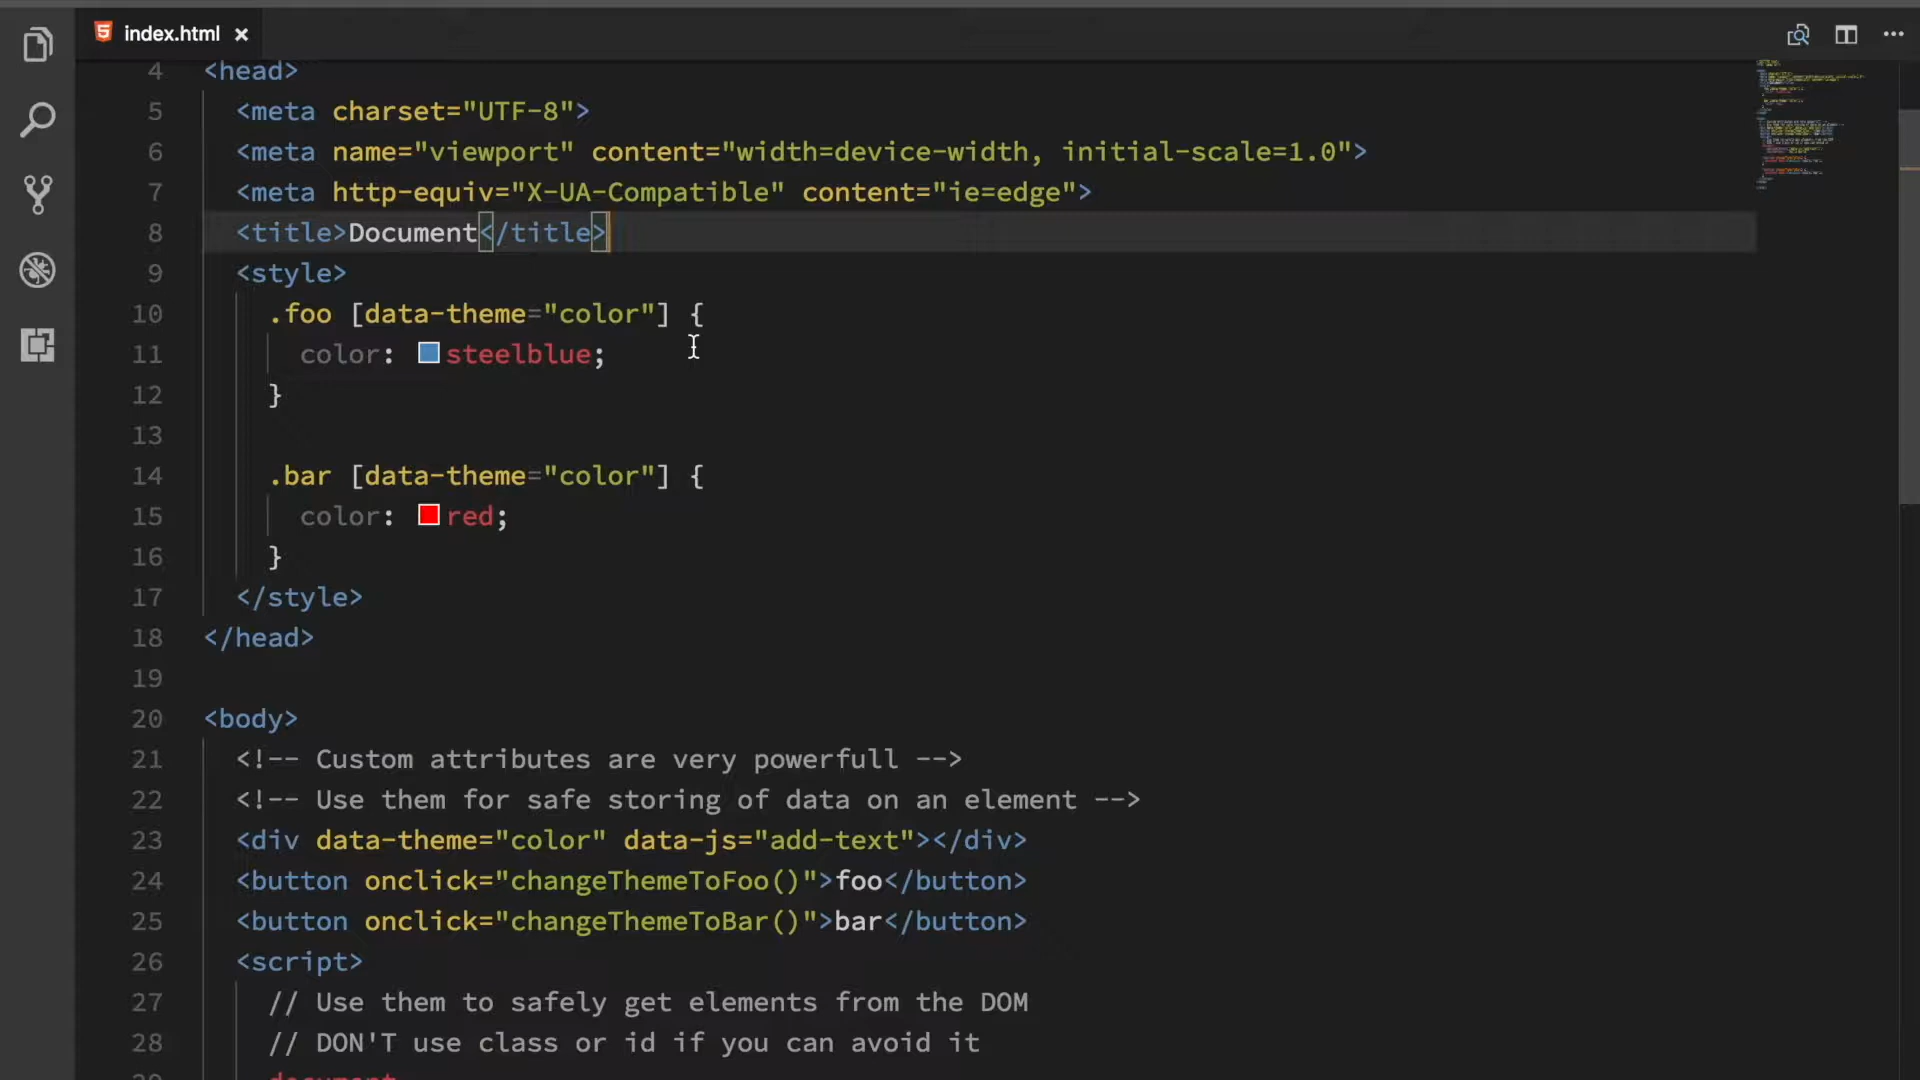 index.html
4 <head>
5 <meta charset="UTF-8">
6 <meta name="viewport" content="width=device-width, initial-scale=1.0">
7 <meta http-equiv="X-UA-Compatible" content="ie=edge">
8 <title>Document</title>
9 <style>
10 .foo [data-theme="color"] {
11 color: steelblue;
12 }
13
14 .bar [data-theme="color"] {
15 color: red;
16 }
17 </style>
18 </head>
19
20 <body>
21 <!-- Custom attributes are very powerfull -->
22 <!-- Use them for safe storing of data on an element -->
23 <div data-theme="color" data-js="add-text"></div>
24 <button onclick="changeThemeToFoo()">foo</button>
25 <button onclick="changeThemeToBar()">bar</button>
26 <script>
27 // Use them to safely get elements from the DOM
28 // DON'T use class or id if you can avoid it